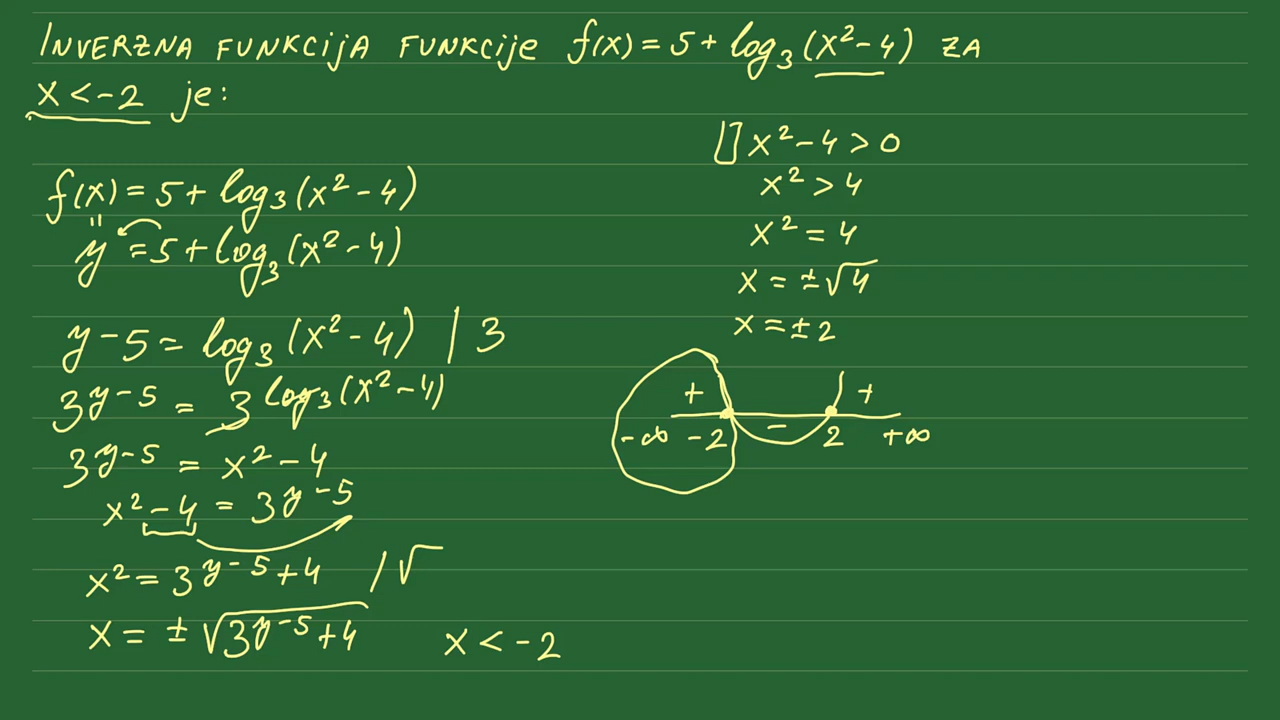 INVERZNA FUNKCIJA FUNKCIJE f(x) = 5 + log₃(x² - 4) ZA
x < -2 je:
f(x) = 5 + log₃(x² - 4)
y = 5 + log₃(x² - 4)
y - 5 = log₃(x² - 4) / 3
3^(y-5) = 3^(log₃(x² - 4))
3^(y-5) = x² - 4
x² - 4 = 3^(y-5)
x² = 3^(y-5) + 4 / √
x = ± √(3^(y-5) + 4) x < -2
x² - 4 > 0
x² > 4
x² = 4
x = ± √4
x = ± 2
+ +
-∞ -2 - 2 +∞